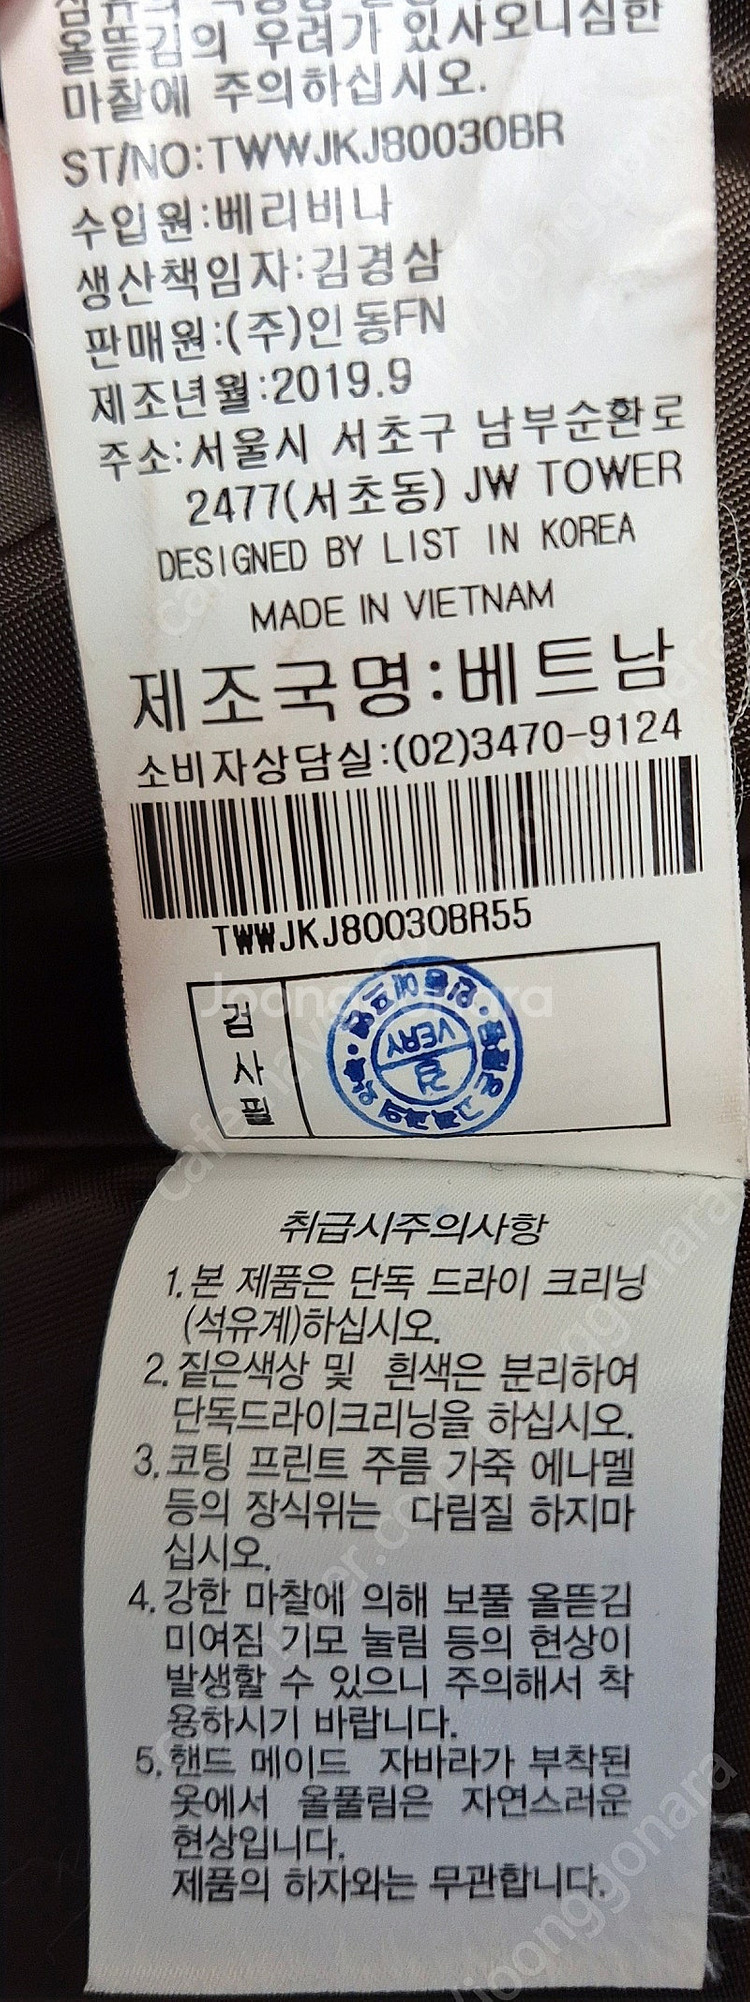 올뜯김의 우려가 있사오니심한
마찰에 주의하십시오.
ST/NO:TWWJKJ80030BR
수입원:베리비나
생산책임자:김경삼
판매원:(주)인동FN
제조년월:2019.9
주소:서울시 서초구 남부순환로
2477(서초동) JW TOWER
DESIGNED BY LIST IN KOREA
MADE IN VIETNAM
제조국명:베트남
소비자상담실:(02)3470-9124
TWWJKJ80030BR55
Joonggonara
검
사
필
VERY
취급시주의사항
1.본 제품은 단독 드라이 크리닝
(석유계)하십시오.
2.짙은색상 및 흰색은 분리하여
단독드라이크리닝을 하십시오.
3.코팅 프린트 주름 가죽 에나멜
등의 장식위는 다림질 하지마
십시오.
4.강한 마찰에 의해 보풀 올뜯김
미여짐 기모 눌림 등의 현상이
발생할 수 있으니 주의해서 착
용하시기 바랍니다.
5.핸드 메이드 자바라가 부착된
옷에서 올풀림은 자연스러운
현상입니다.
제품의 하자와는 무관합니다.